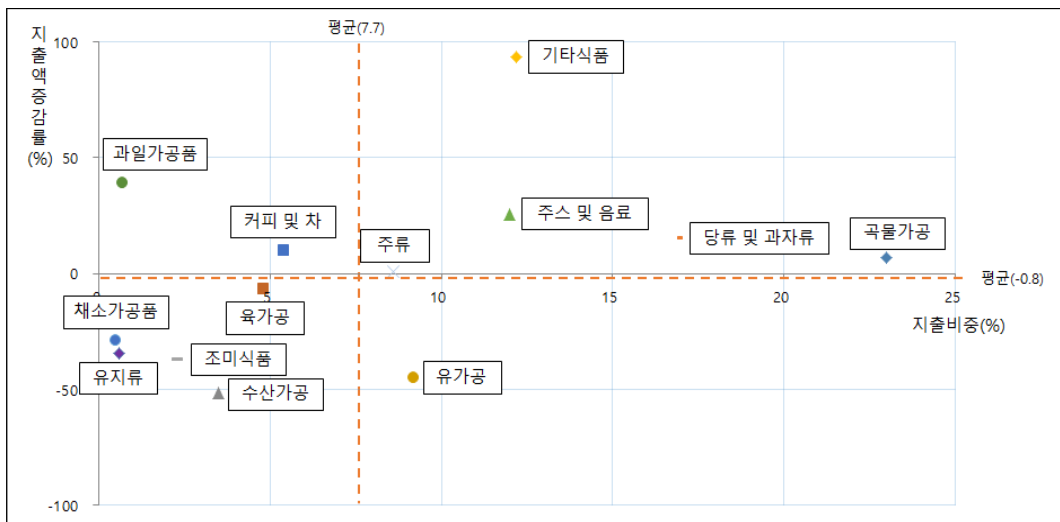 평균(7.7)
지
출
액
증
감
률
(%)
100
50
0
-50
-100
기타식품
과일가공품
커피 및 차
주류
주스 및 음료
당류 및 과자류
곡물가공
평균(-0.8)
0
5
10
15
20
25
지출비중(%)
채소가공품
육가공
유지류
조미식품
수산가공
유가공